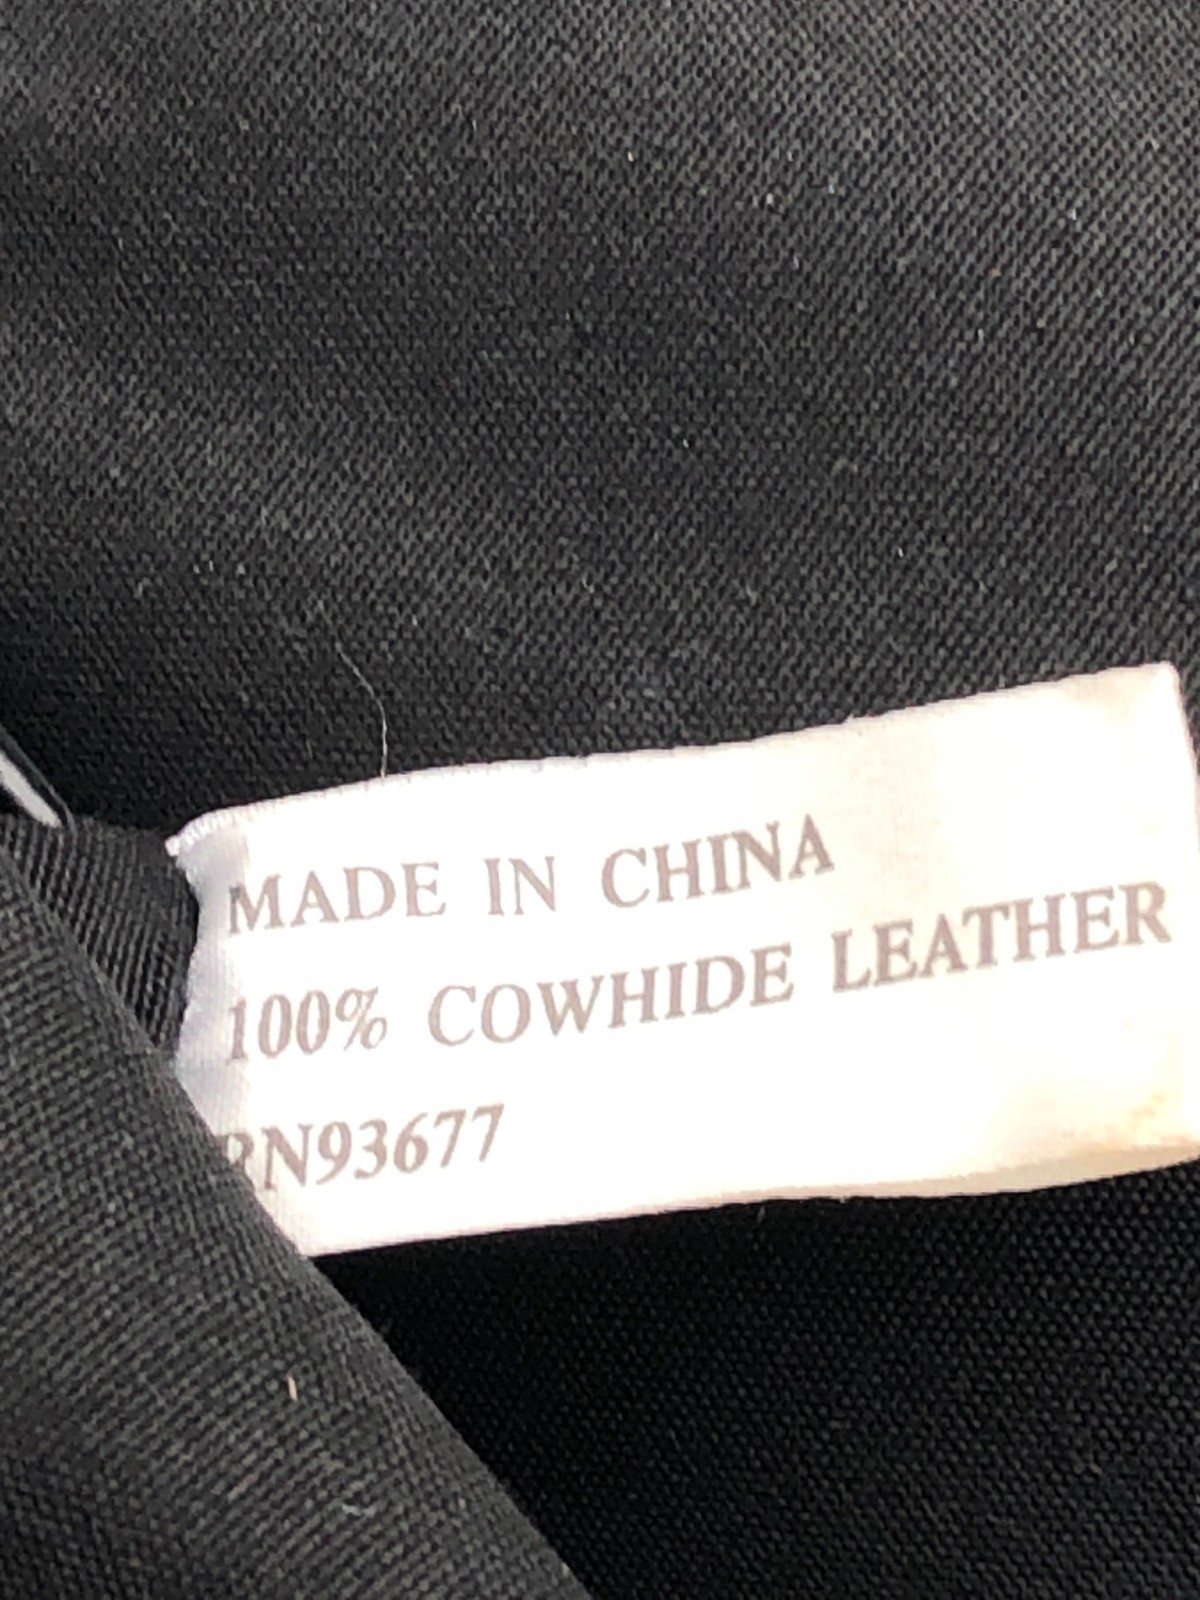 MADE IN CHINA
100% COWHIDE LEATHER
RN93677